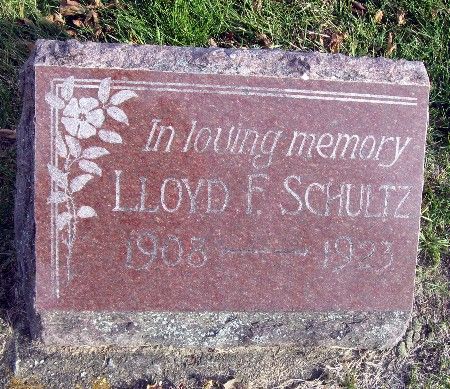 In loving memory
LLOYD F. SCHULTZ
1903 — 1923